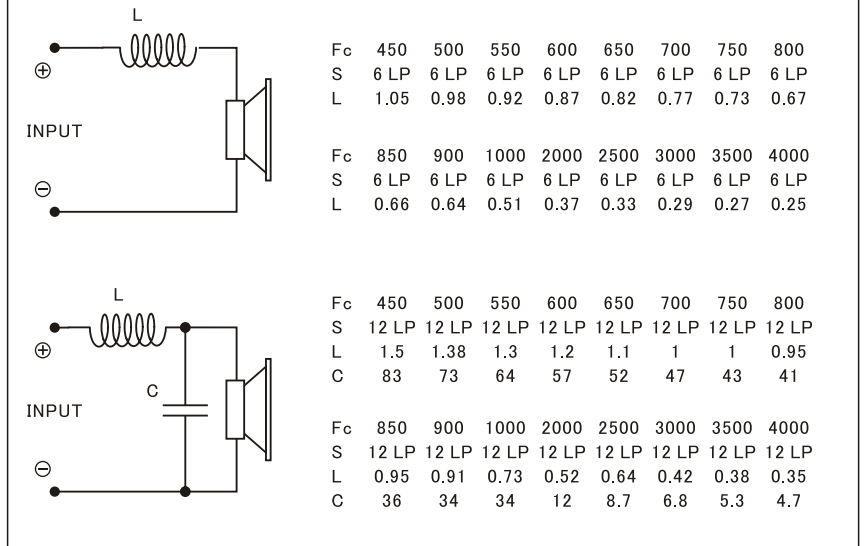 L
⊕
INPUT
⊖
Fc 450 500 550 600 650 700 750 800
S 6 LP 6 LP 6 LP 6 LP 6 LP 6 LP 6 LP 6 LP
L 1.05 0.98 0.92 0.87 0.82 0.77 0.73 0.67
Fc 850 900 1000 2000 2500 3000 3500 4000
S 6 LP 6 LP 6 LP 6 LP 6 LP 6 LP 6 LP 6 LP
L 0.66 0.64 0.51 0.37 0.33 0.29 0.27 0.25
L
⊕
C
INPUT
⊖
Fc 450 500 550 600 650 700 750 800
S 12 LP 12 LP 12 LP 12 LP 12 LP 12 LP 12 LP 12 LP
L 1.5 1.38 1.3 1.2 1.1 1 1 0.95
C 83 73 64 57 52 47 43 41
Fc 850 900 1000 2000 2500 3000 3500 4000
S 12 LP 12 LP 12 LP 12 LP 12 LP 12 LP 12 LP 12 LP
L 0.95 0.91 0.73 0.52 0.64 0.42 0.38 0.35
C 36 34 34 12 8.7 6.8 5.3 4.7